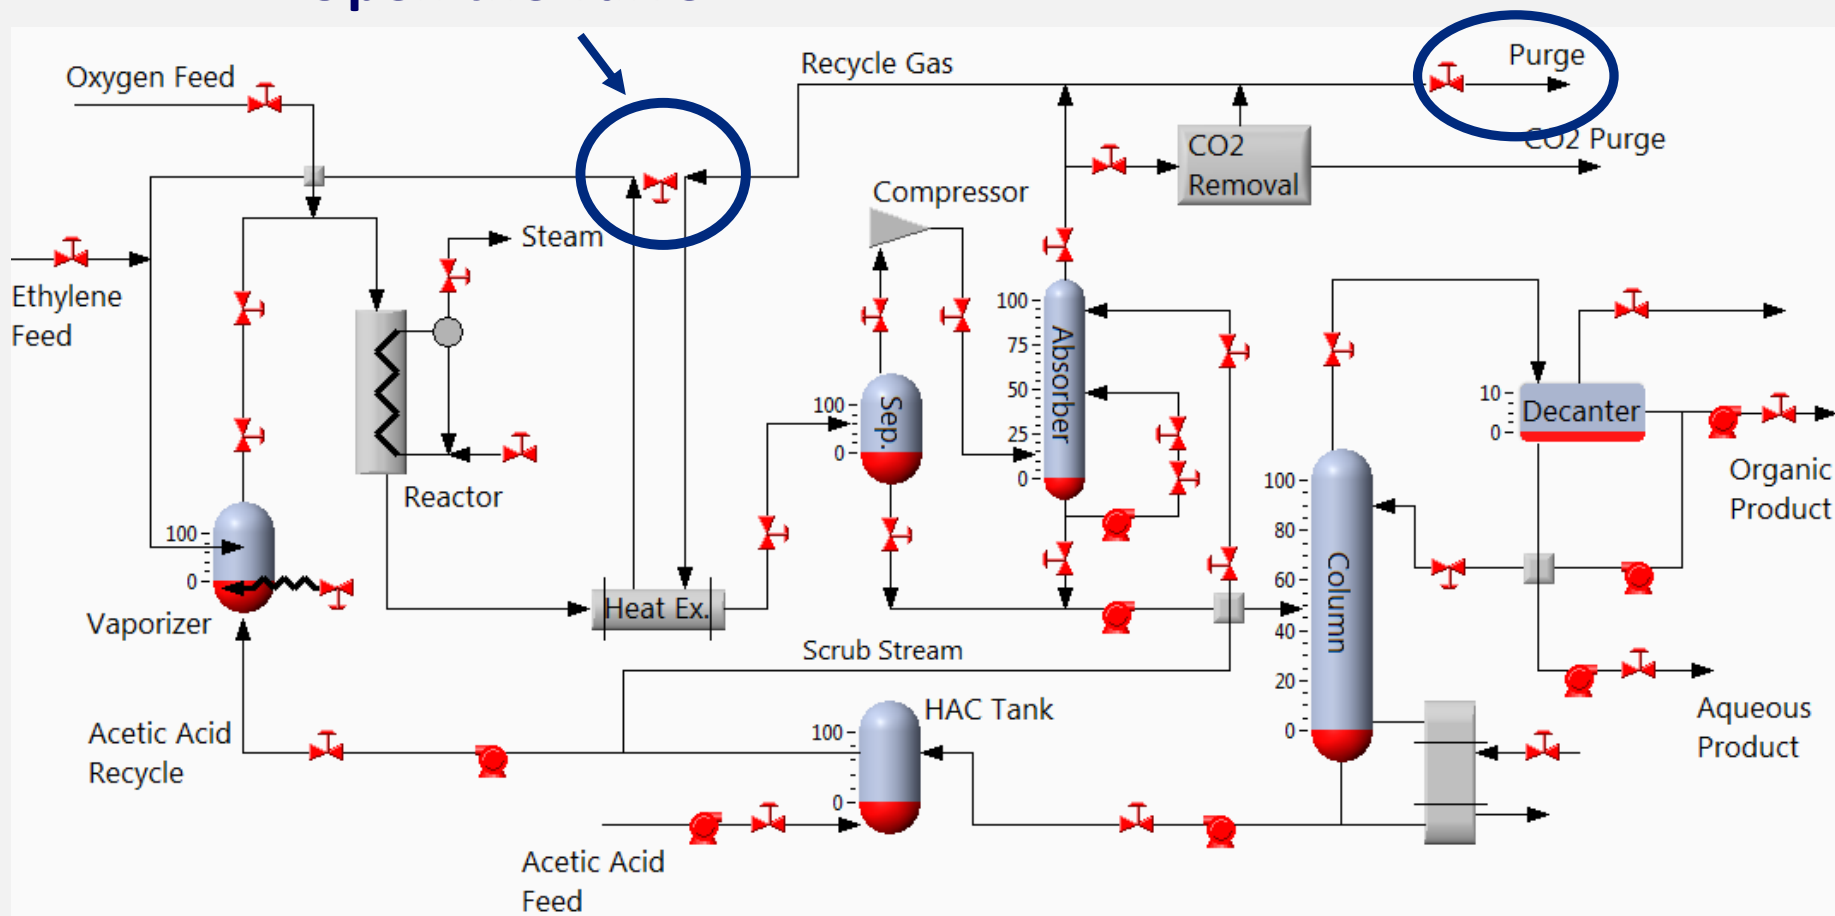 Oxygen Feed
Recycle Gas
Purge
CO2 Purge
CO2
Removal
Compressor
Steam
Ethylene
Feed
100
75
50
25
0
Absorber
100
0
Sep.
10
0
Decanter
Organic
Product
Reactor
100
0
Vaporizer
Heat Ex.
100
80
60
40
20
0
Column
Scrub Stream
HAC Tank
100
0
Acetic Acid
Recycle
Aqueous
Product
Acetic Acid
Feed